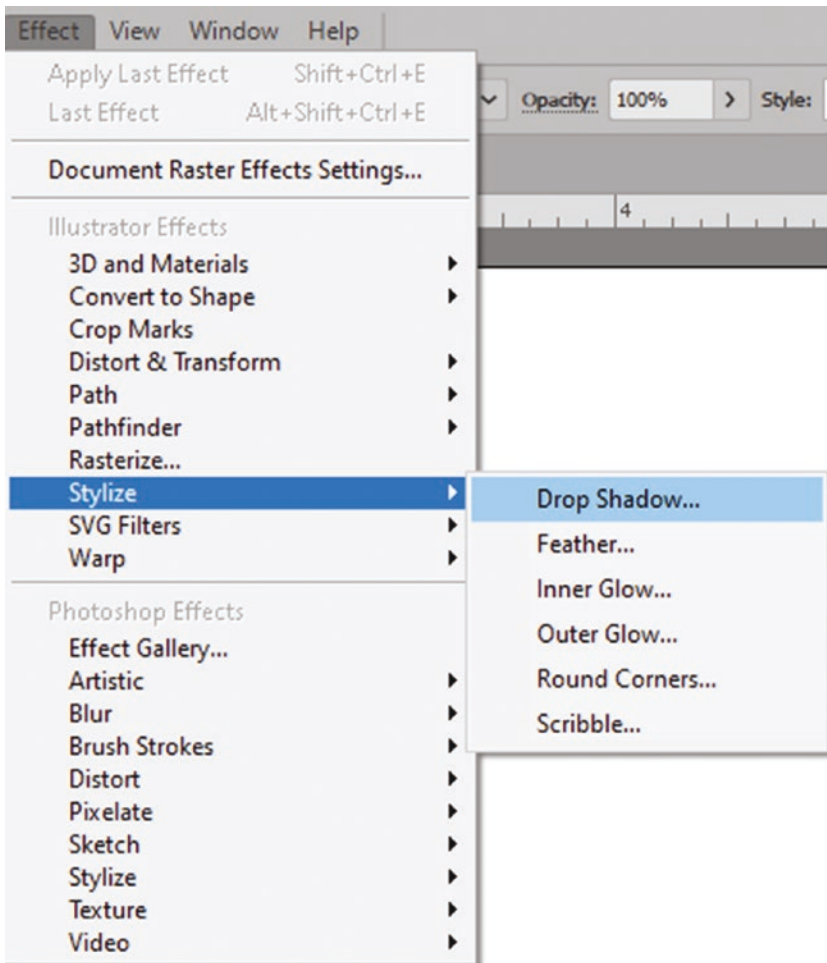 Effect View Window Help
Apply Last Effect Shift+Ctrl+E
Last Effect Alt+Shift+Ctrl+E
Opacity: 100% > Style:
Document Raster Effects Settings...
4
Illustrator Effects
3D and Materials
Convert to Shape
Crop Marks
Distort & Transform
Path
Pathfinder
Rasterize...
Stylize
SVG Filters
Warp
Drop Shadow...
Feather...
Inner Glow...
Outer Glow...
Round Corners...
Scribble...
Photoshop Effects
Effect Gallery...
Artistic
Blur
Brush Strokes
Distort
Pixelate
Sketch
Stylize
Texture
Video